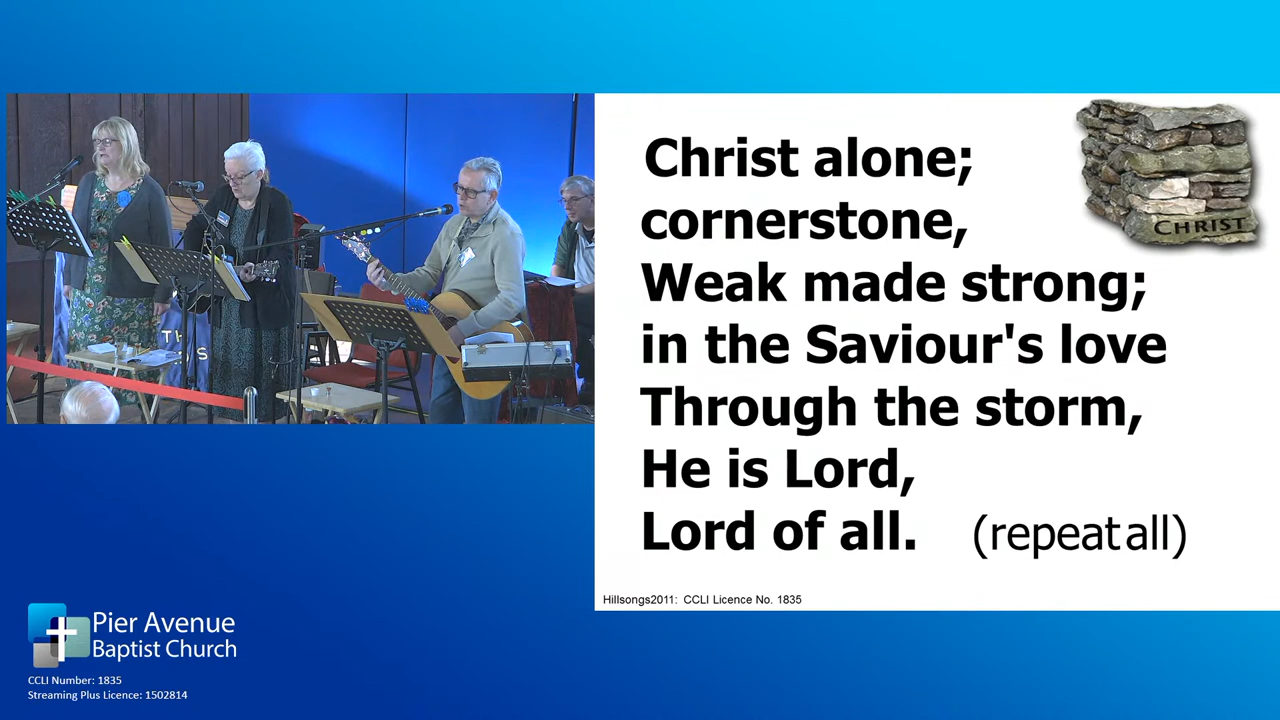 Christ alone;
cornerstone,
Weak made strong;
in the Saviour's love
Through the storm,
He is Lord,
Lord of all. (repeat all)
CHRIST
Hillsongs2011: CCLI Licence No. 1835
Pier Avenue
Baptist Church
CCLI Number: 1835
Streaming Plus Licence: 1502814